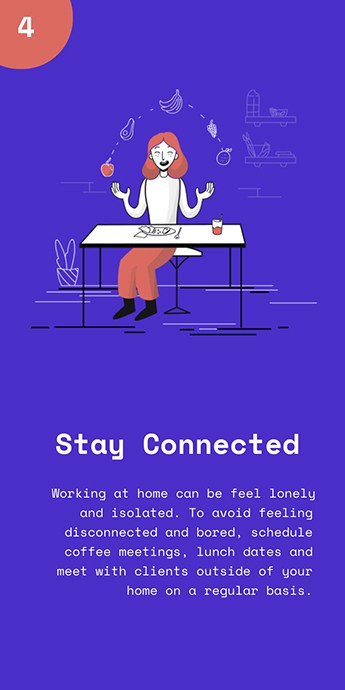 4
Stay Connected
Working at home can be feel lonely
and isolated. To avoid feeling
disconnected and bored, schedule
coffee meetings, lunch dates and
meet with clients outside of your
home on a regular basis.